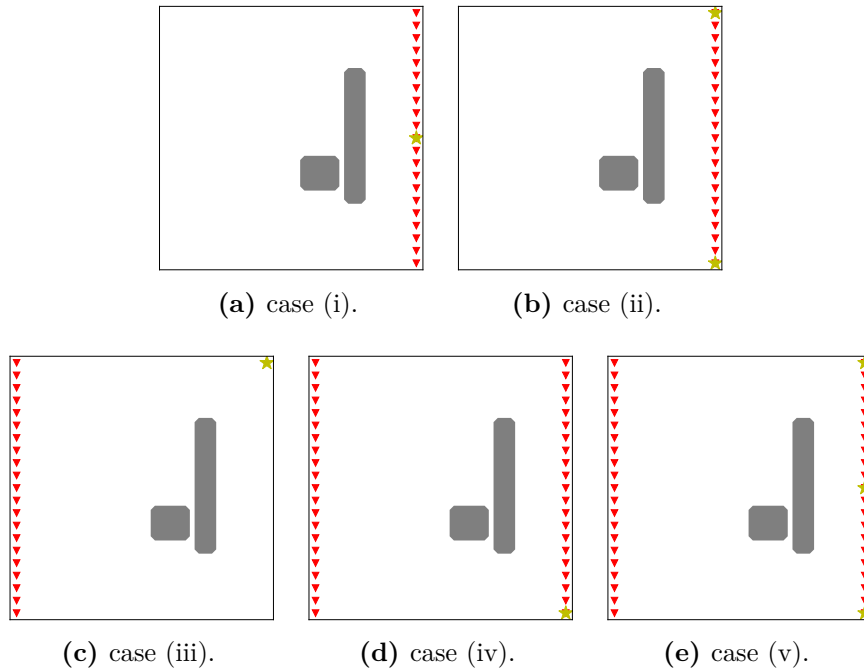 (a) case (i).
(b) case (ii).
(c) case (iii).
(d) case (iv).
(e) case (v).